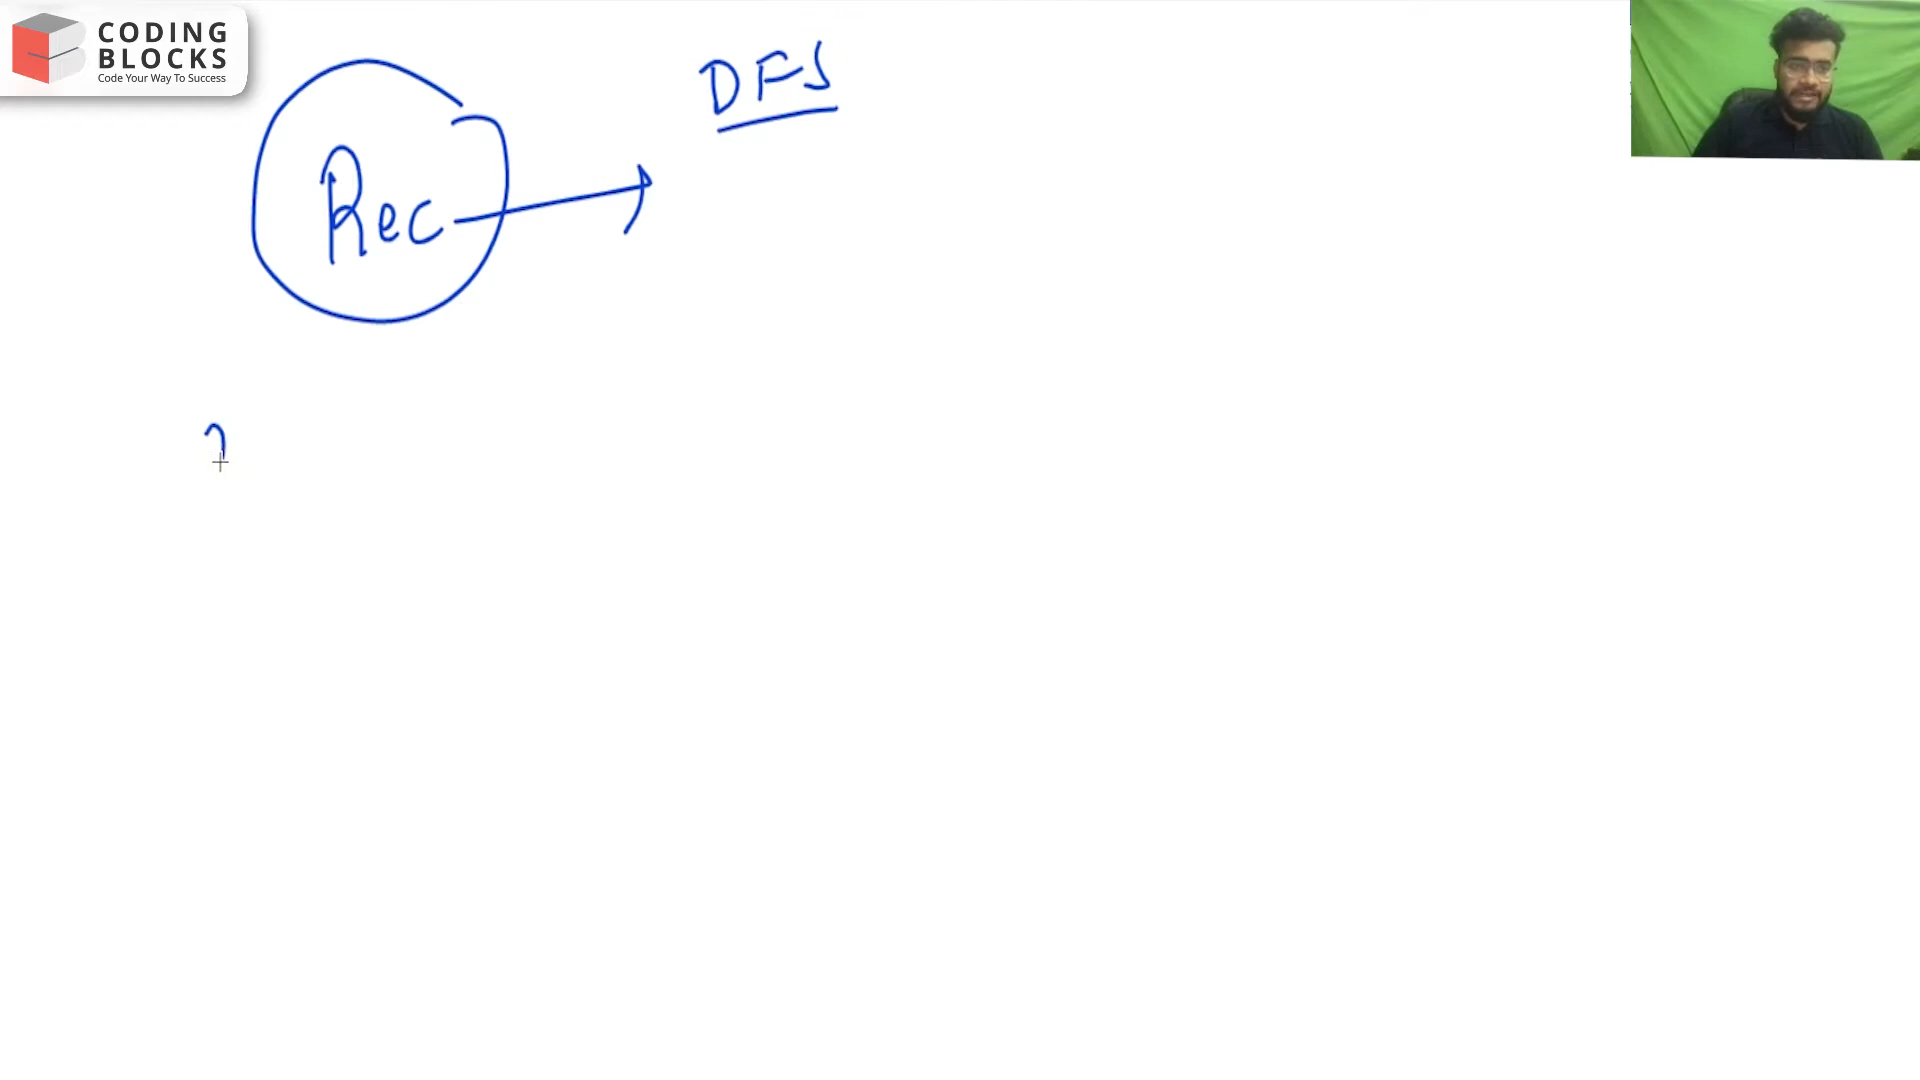 CODING
BLOCKS
Code Your Way To Success
DFS
Rec